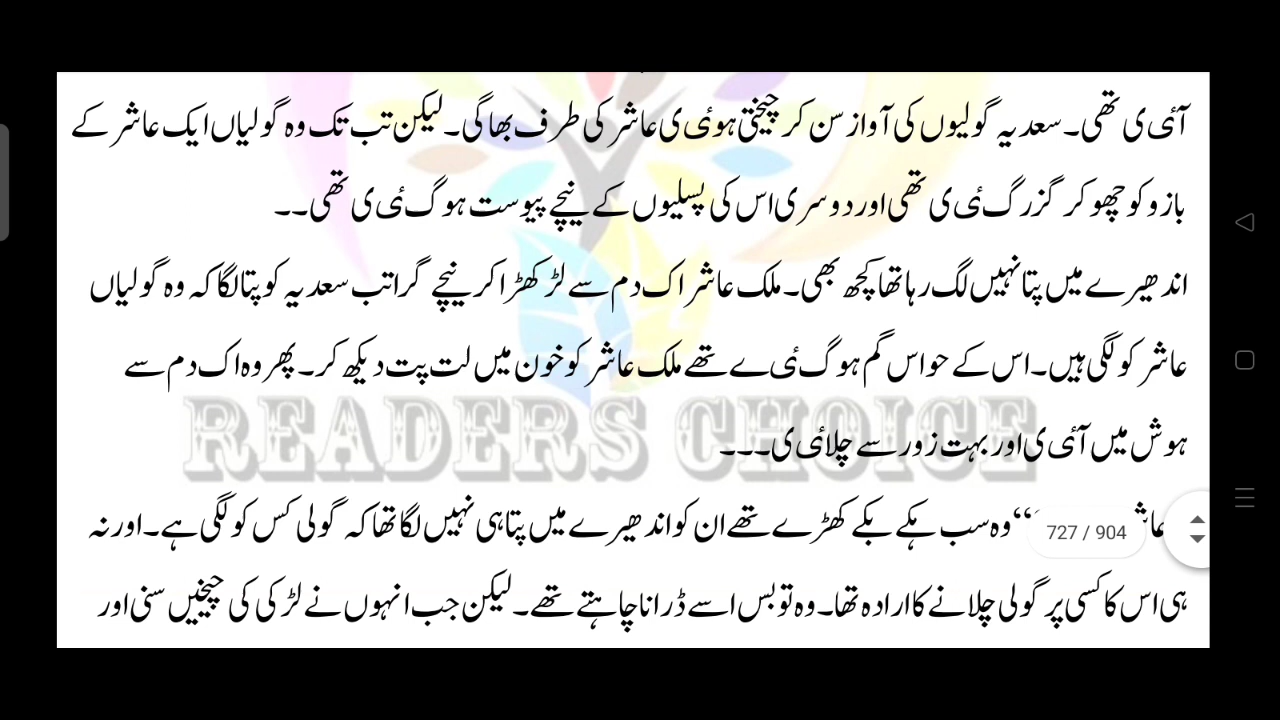 آئی ی تھی۔ سعدیہ گولیوں کی آواز سن کر چیختی ہوئی ی عاشر کی طرف بھاگی۔ لیکن تب تک وہ گولیاں ایک عاشر کے
بازو کو چھو کر گزر گ ئی ی تھی اور دوسری اس کی پسلیوں کے نیچے پیوست ہو گ ئی ی تھی۔۔
اندھیرے میں پتا نہیں لگ رہا تھا کچھ بھی۔ ملک عاشر اک دم سے لڑکھڑا کر نیچے گرا تب سعدیہ کو پتا لگا کہ وہ گولیاں
عاشر کو لگی ہیں۔ اس کے حواس گم ہو گ ئی ے تھے ملک عاشر کو خون میں لت پت دیکھ کر۔ پھر وہ اک دم سے
ہوش میں آئی ی اور بہت زور سے چلائی ی۔۔۔
READERS CHOICE
“ وہ سب ہکے بکے کھڑے تھے ان کو اندھیرے میں پتا ہی نہیں لگا تھا کہ گولی کس کو لگی ہے۔ اور نہ
727 / 904
ہی اس کا کسی پر گولی چلانے کا ارادہ تھا۔ وہ تو بس اسے ڈرانا چاہتے تھے۔ لیکن جب انہوں نے لڑکی کی چیخیں سنی اور